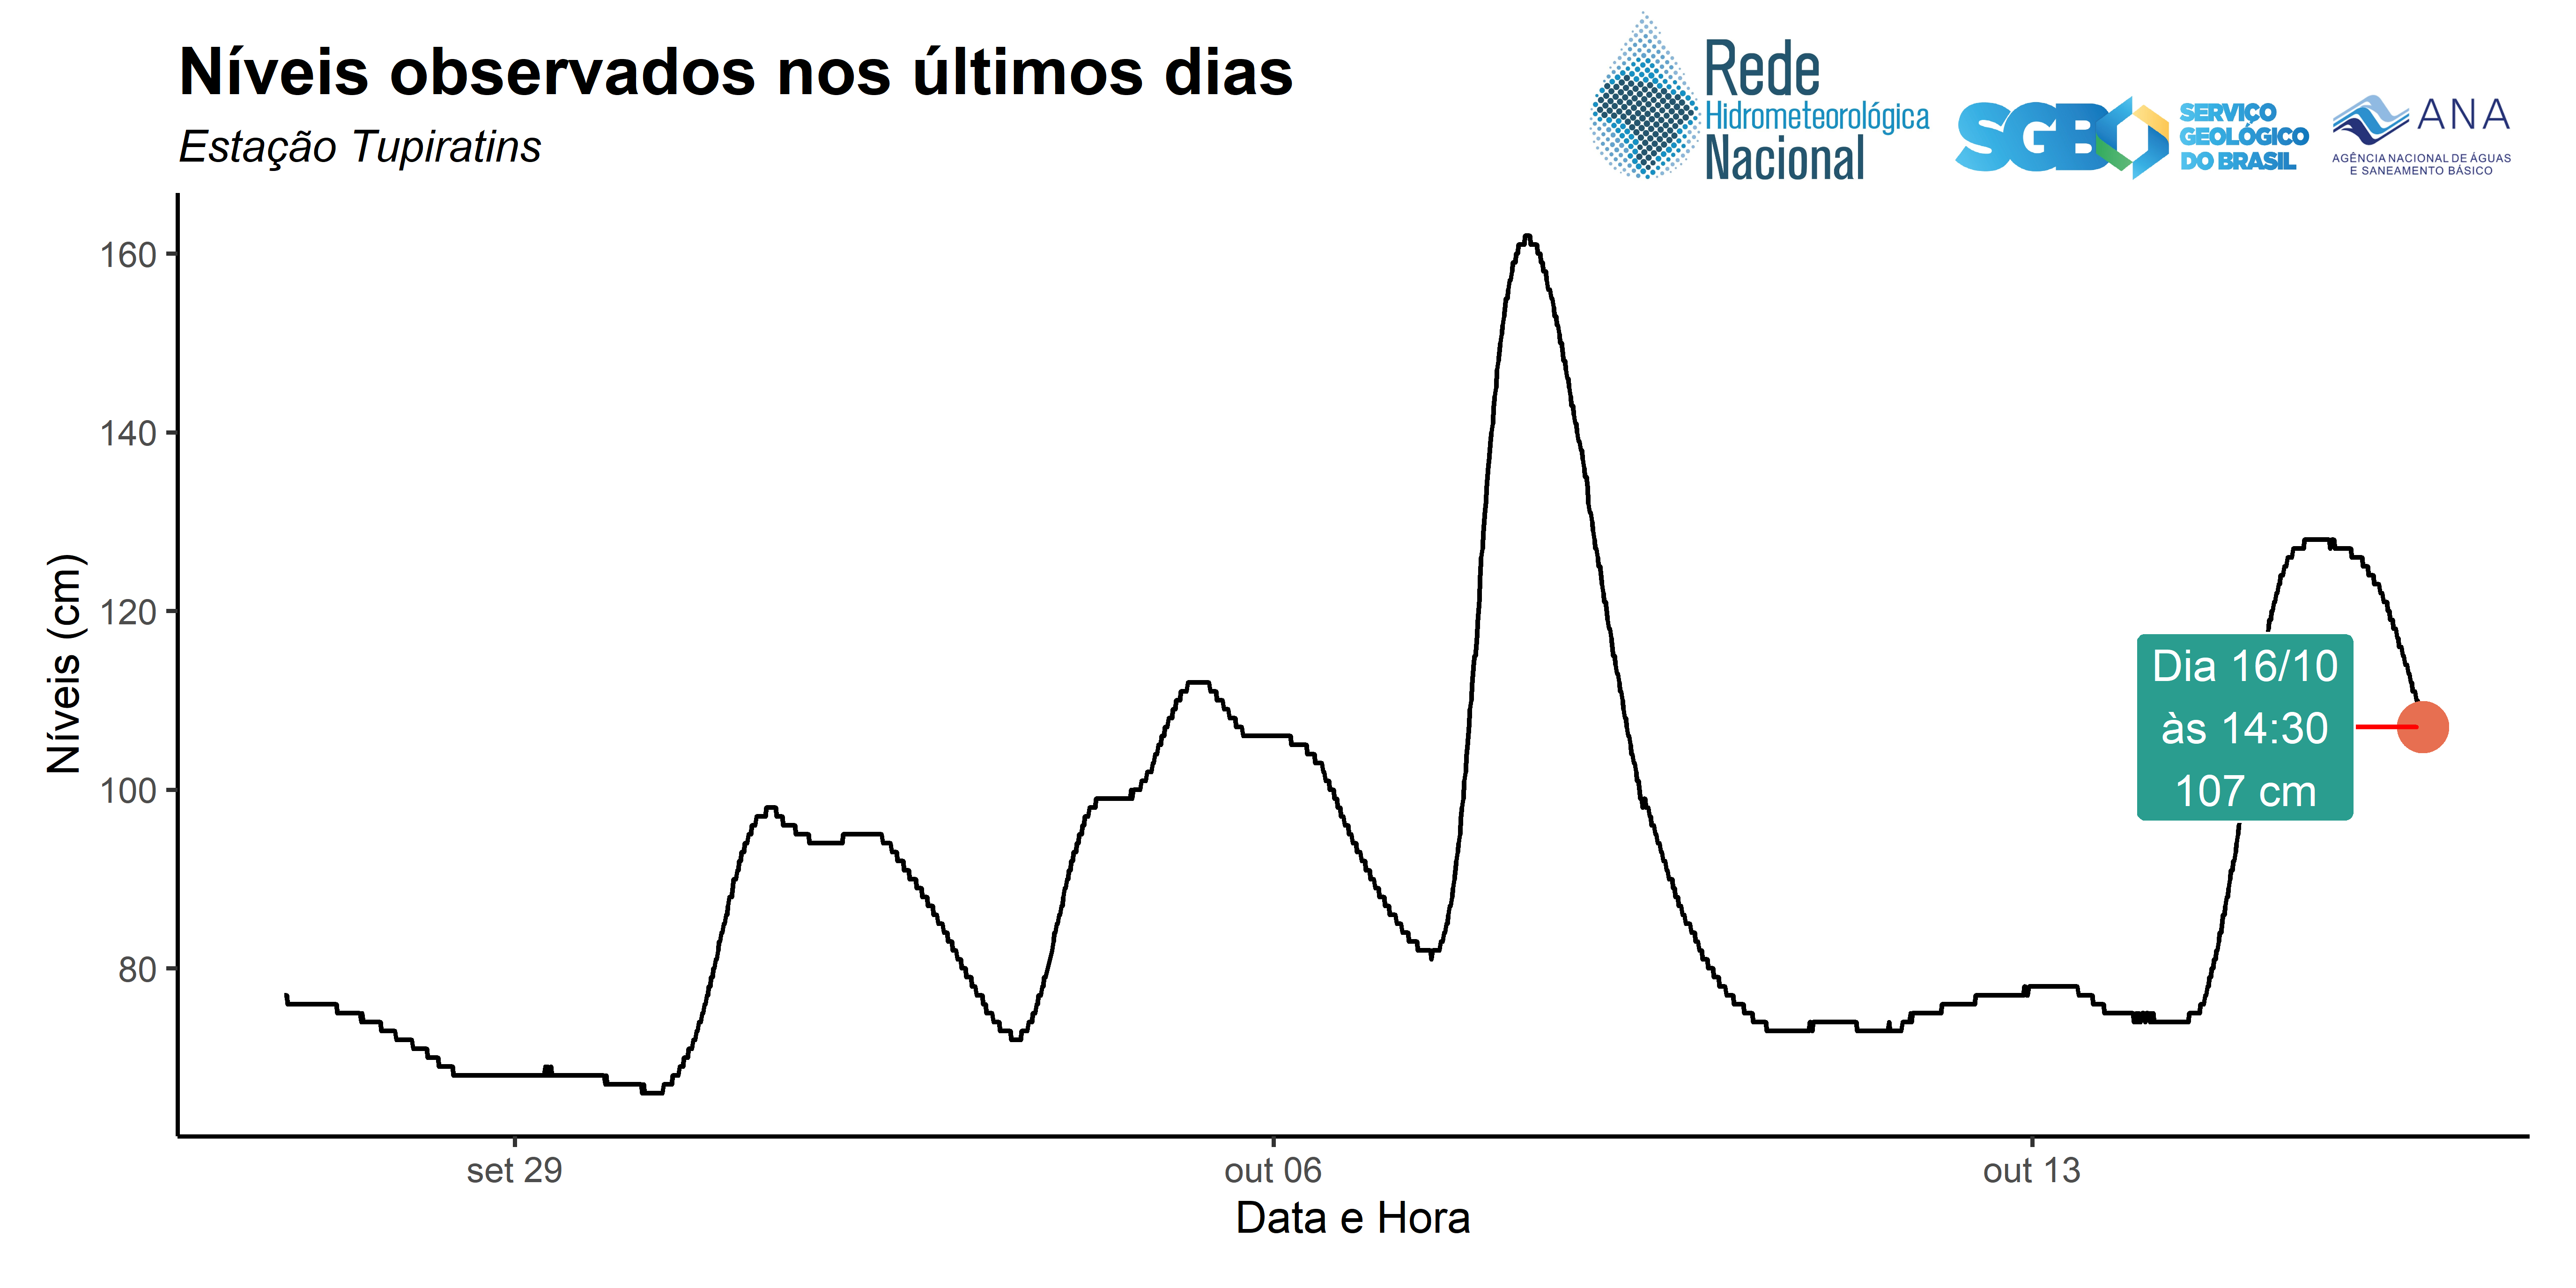 Níveis observados nos últimos dias
Estação Tupiratins
Rede
Hidrometeorológica
Nacional
SGB
SERVIÇO
GEOLÓGICO
DO BRASIL
ANA
AGÊNCIA NACIONAL DE ÁGUAS
E SANEAMENTO BÁSICO
Níveis (cm)
160
140
120
100
80
Dia 16/10
às 14:30
107 cm
set 29
out 06
out 13
Data e Hora